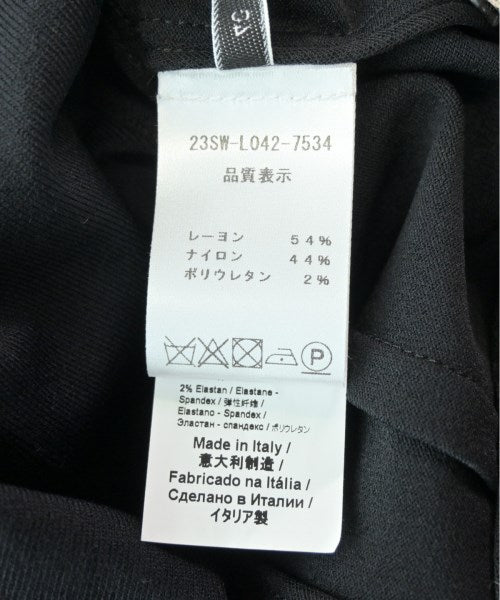 23SW-L042-7534
品質表示
レーヨン 54%
ナイロン 44%
ポリウレタン 2%
P
2% Elastan / Elastane -
Spandex / 弹性纤维 /
Elastano - Spandex /
Эластан - спандекс / ポリウレタン
Made in Italy /
意大利制造 /
Fabricado na Itália /
Сделано в Италии /
イタリア製